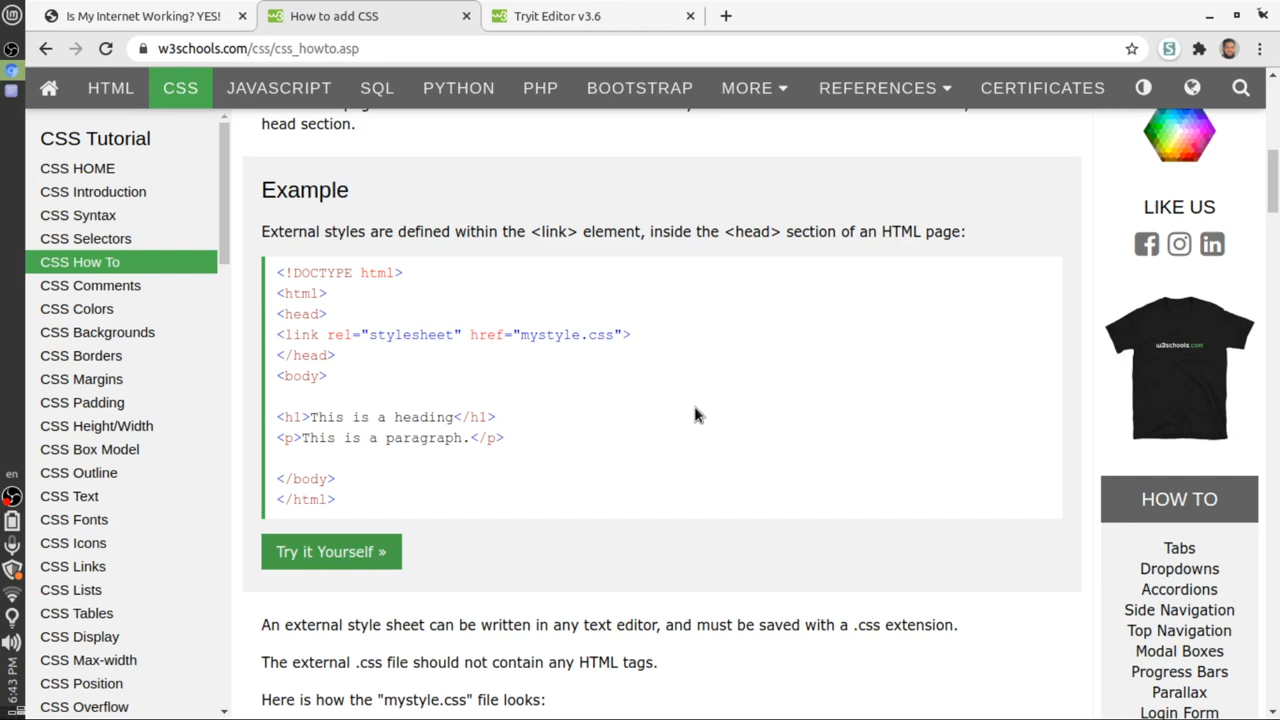 Is My Internet Working? YES!
How to add CSS
Tryit Editor v3.6
w3schools.com/css/css_howto.asp
HTML
CSS
JAVASCRIPT
SQL
PYTHON
PHP
BOOTSTRAP
MORE
REFERENCES
CERTIFICATES
CSS Tutorial
CSS HOME
CSS Introduction
CSS Syntax
CSS Selectors
CSS How To
CSS Comments
CSS Colors
CSS Backgrounds
CSS Borders
CSS Margins
CSS Padding
CSS Height/Width
CSS Box Model
CSS Outline
CSS Text
CSS Fonts
CSS Icons
CSS Links
CSS Lists
CSS Tables
CSS Display
CSS Max-width
CSS Position
CSS Overflow
head section.
Example
External styles are defined within the <link> element, inside the <head> section of an HTML page:
<!DOCTYPE html>
<html>
<head>
<link rel="stylesheet" href="mystyle.css">
</head>
<body>
<h1>This is a heading</h1>
<p>This is a paragraph.</p>
</body>
</html>
Try it Yourself »
An external style sheet can be written in any text editor, and must be saved with a .css extension.
The external .css file should not contain any HTML tags.
Here is how the "mystyle.css" file looks:
LIKE US
w3schools.com
HOW TO
Tabs
Dropdowns
Accordions
Side Navigation
Top Navigation
Modal Boxes
Progress Bars
Parallax
Login Form
en
6:43 PM